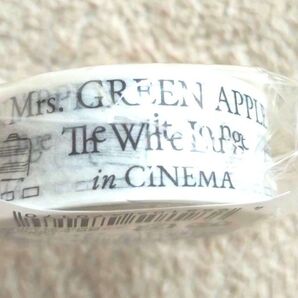 Mrs. GREEN APPLE
The White Lounge
in CINEMA